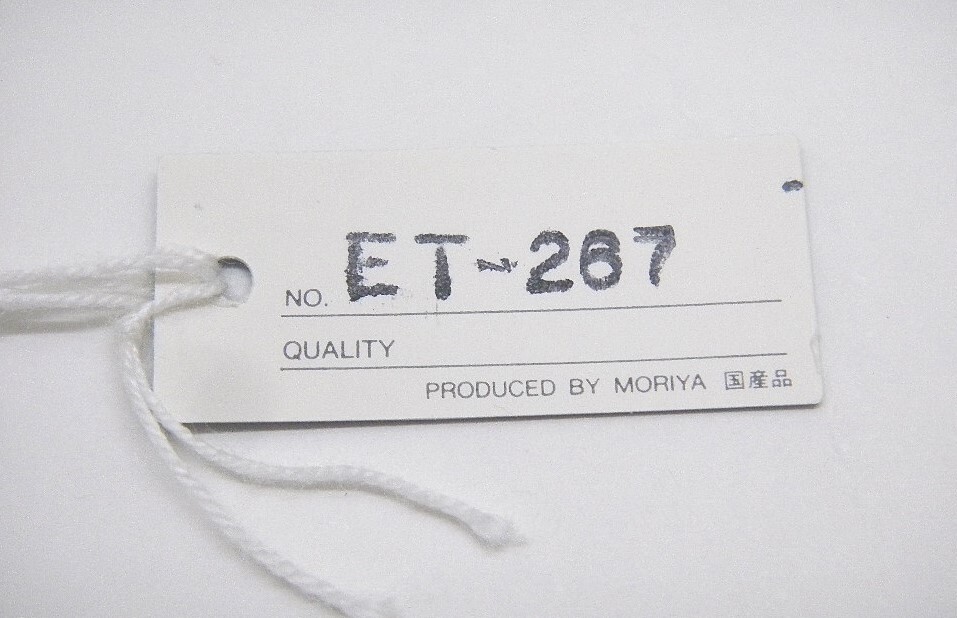 NO. ET-267
QUALITY
PRODUCED BY MORIYA 国産品